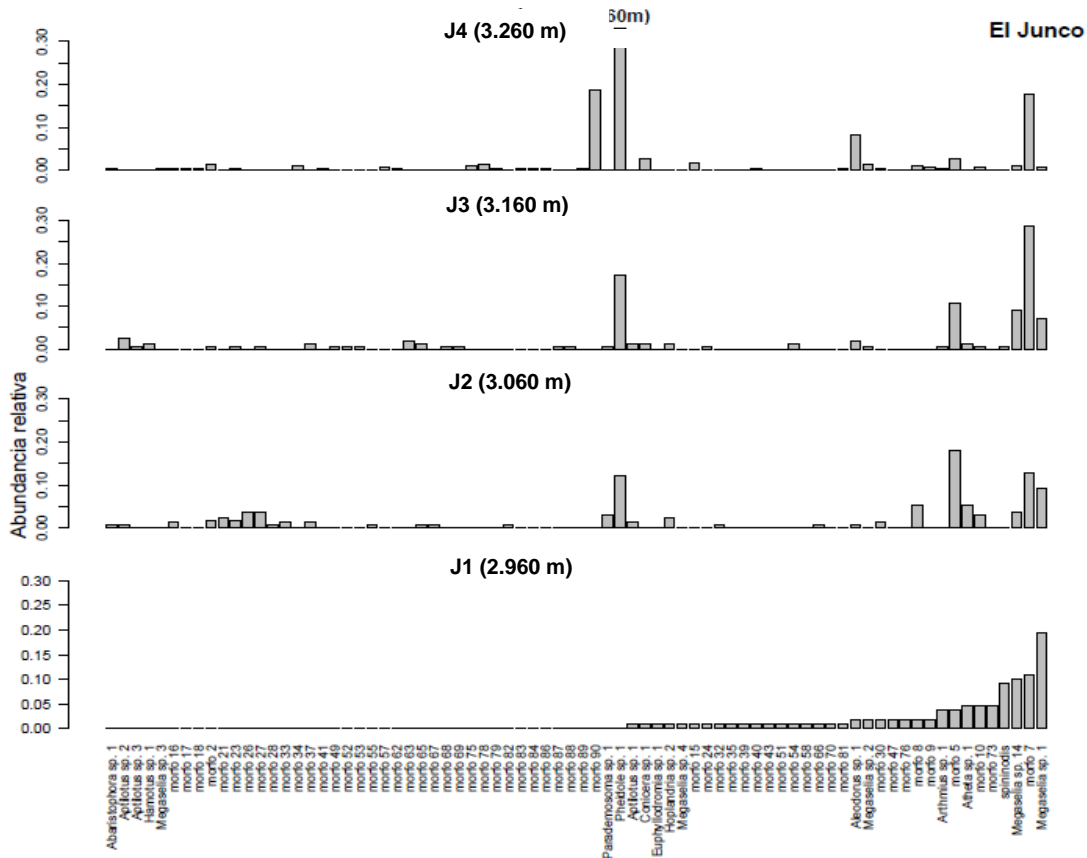 60m)
J4 (3.260 m)
El Junco
0.30
0.20
0.10
0.00
J3 (3.160 m)
0.30
0.20
0.10
0.00
J2 (3.060 m)
0.30
0.20
0.10
0.00
Abundancia relativa
J1 (2.960 m)
0.30
0.25
0.20
0.15
0.10
0.05
0.00
Abaristophora sp. 1
Aptilotus sp. 2
Aptilotus sp. 3
Hamotus sp. 1
Megaselia sp. 3
morfo 16
morfo 17
morfo 18
morfo 2
morfo 21
morfo 23
morfo 26
morfo 27
morfo 28
morfo 33
morfo 34
morfo 37
morfo 41
morfo 49
morfo 52
morfo 53
morfo 55
morfo 57
morfo 62
morfo 63
morfo 65
morfo 67
morfo 68
morfo 69
morfo 75
morfo 78
morfo 79
morfo 82
morfo 83
morfo 84
morfo 86
morfo 87
morfo 88
morfo 89
morfo 90
Parademosoma sp. 1
Pheidole sp. 1
Aptilotus sp. 1
Conicera sp. 1
Euphyllodromia sp. 1
Hoplandria sp. 2
Megaselia sp. 4
morfo 15
morfo 24
morfo 32
morfo 35
morfo 39
morfo 40
morfo 43
morfo 51
morfo 54
morfo 58
morfo 66
morfo 70
morfo 81
Aleodorus sp. 1
Megaselia sp. 2
morfo 30
morfo 47
morfo 76
morfo 8
morfo 9
Arthmius sp. 1
morfo 5
Atheta sp. 1
morfo 10
morfo 73
spininodis
Megaselia sp. 14
morfo 7
Megaselia sp. 1